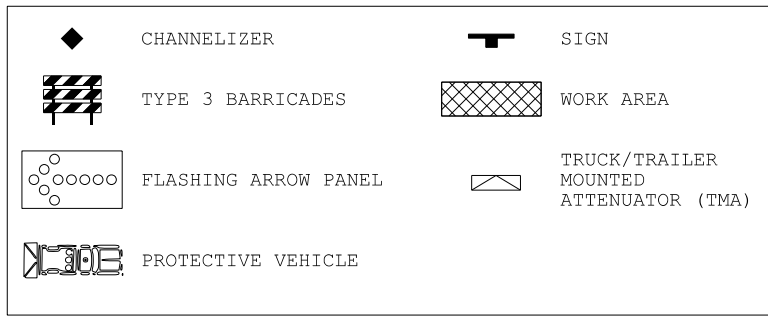 CHANNELIZER
SIGN
TYPE 3 BARRICADES
WORK AREA
FLASHING ARROW PANEL
TRUCK/TRAILER
MOUNTED
ATTENUATOR (TMA)
PROTECTIVE VEHICLE